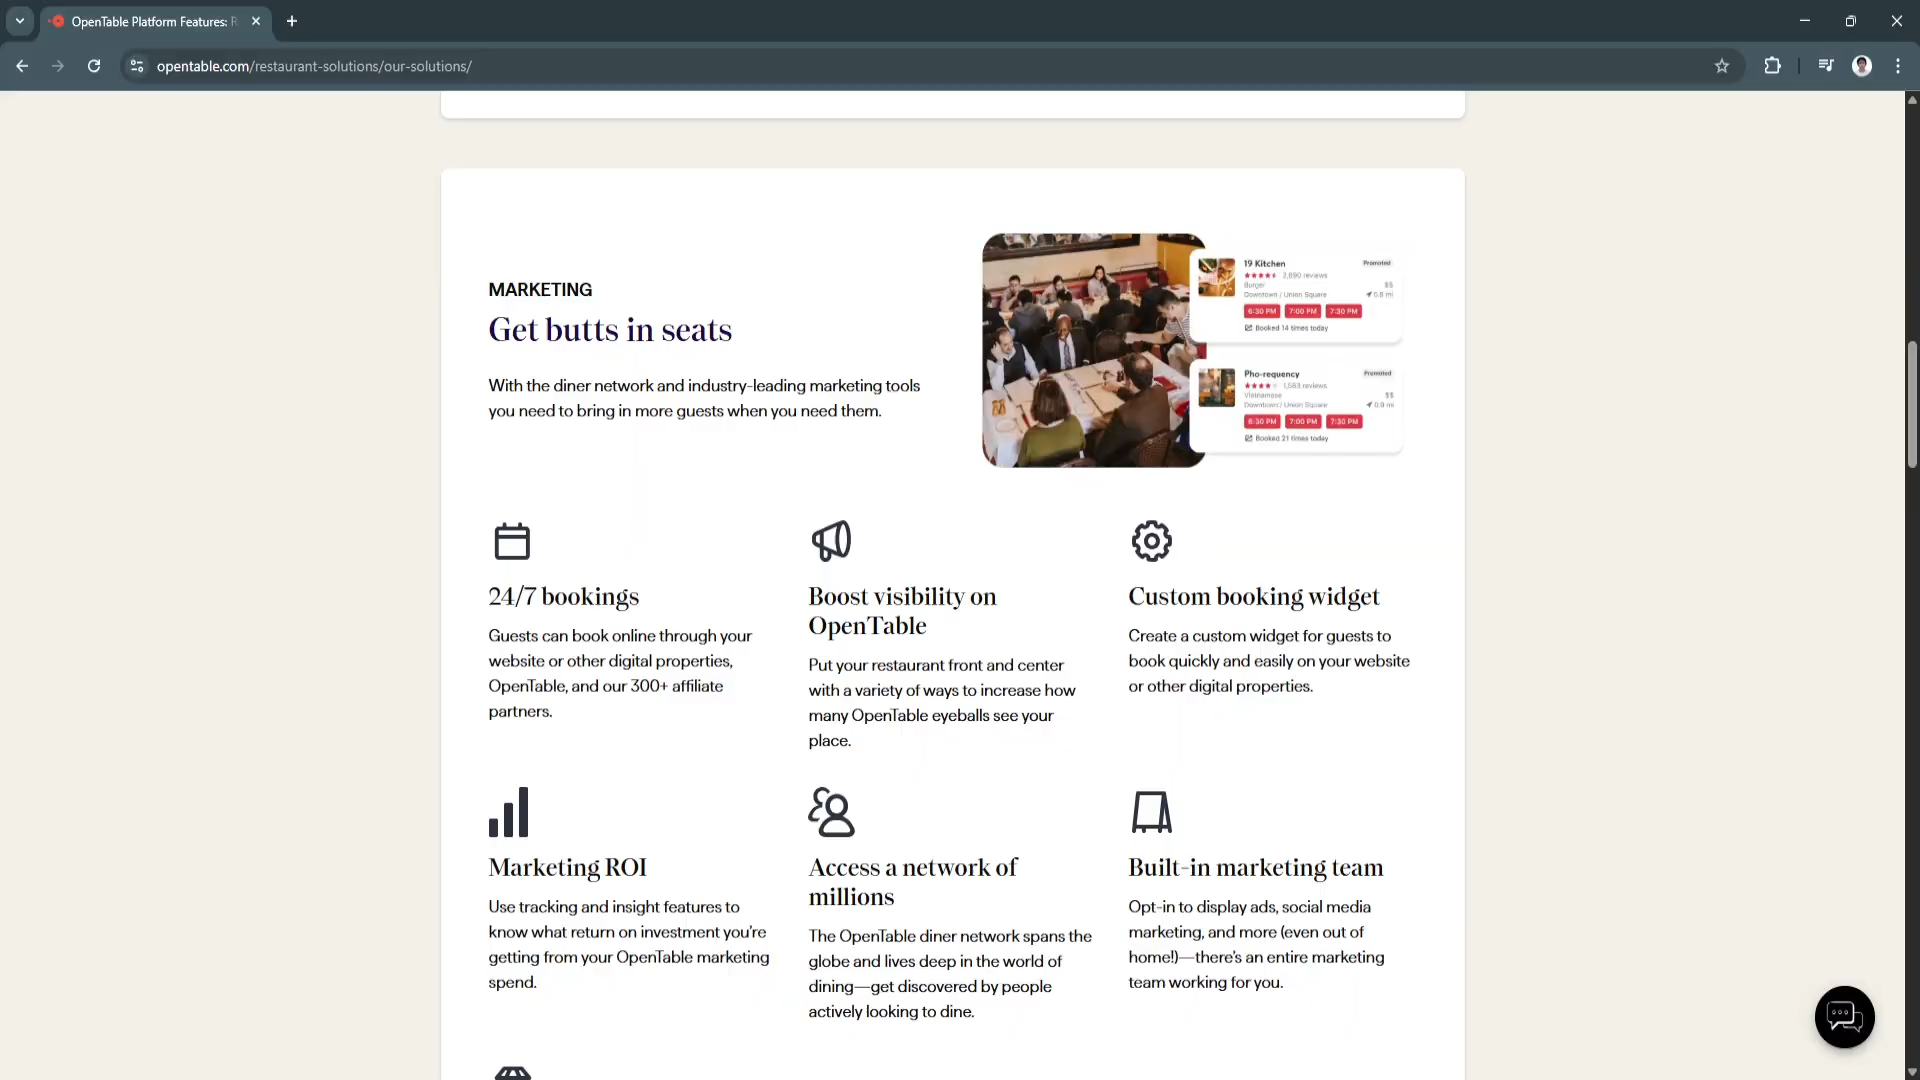 OpenTable Platform Features: R
opentable.com/restaurant-solutions/our-solutions/
MARKETING
Get butts in seats
With the diner network and industry-leading marketing tools
you need to bring in more guests when you need them.
19 Kitchen
Promoted
2,890 reviews
Burger
$$
Downtown / Union Square
0.8 mi
6:30 PM 7:00 PM 7:30 PM
Booked 14 times today
Pho-requency
Promoted
1,583 reviews
Vietnamese
$$
Downtown / Union Square
0.9 mi
6:30 PM 7:00 PM 7:30 PM
Booked 21 times today
24/7 bookings
Guests can book online through your
website or other digital properties,
OpenTable, and our 300+ affiliate
partners.
Boost visibility on
OpenTable
Put your restaurant front and center
with a variety of ways to increase how
many OpenTable eyeballs see your
place.
Custom booking widget
Create a custom widget for guests to
book quickly and easily on your website
or other digital properties.
Marketing ROI
Use tracking and insight features to
know what return on investment you’re
getting from your OpenTable marketing
spend.
Access a network of
millions
The OpenTable diner network spans the
globe and lives deep in the world of
dining—get discovered by people
actively looking to dine.
Built-in marketing team
Opt-in to display ads, social media
marketing, and more (even out of
home!)—there’s an entire marketing
team working for you.